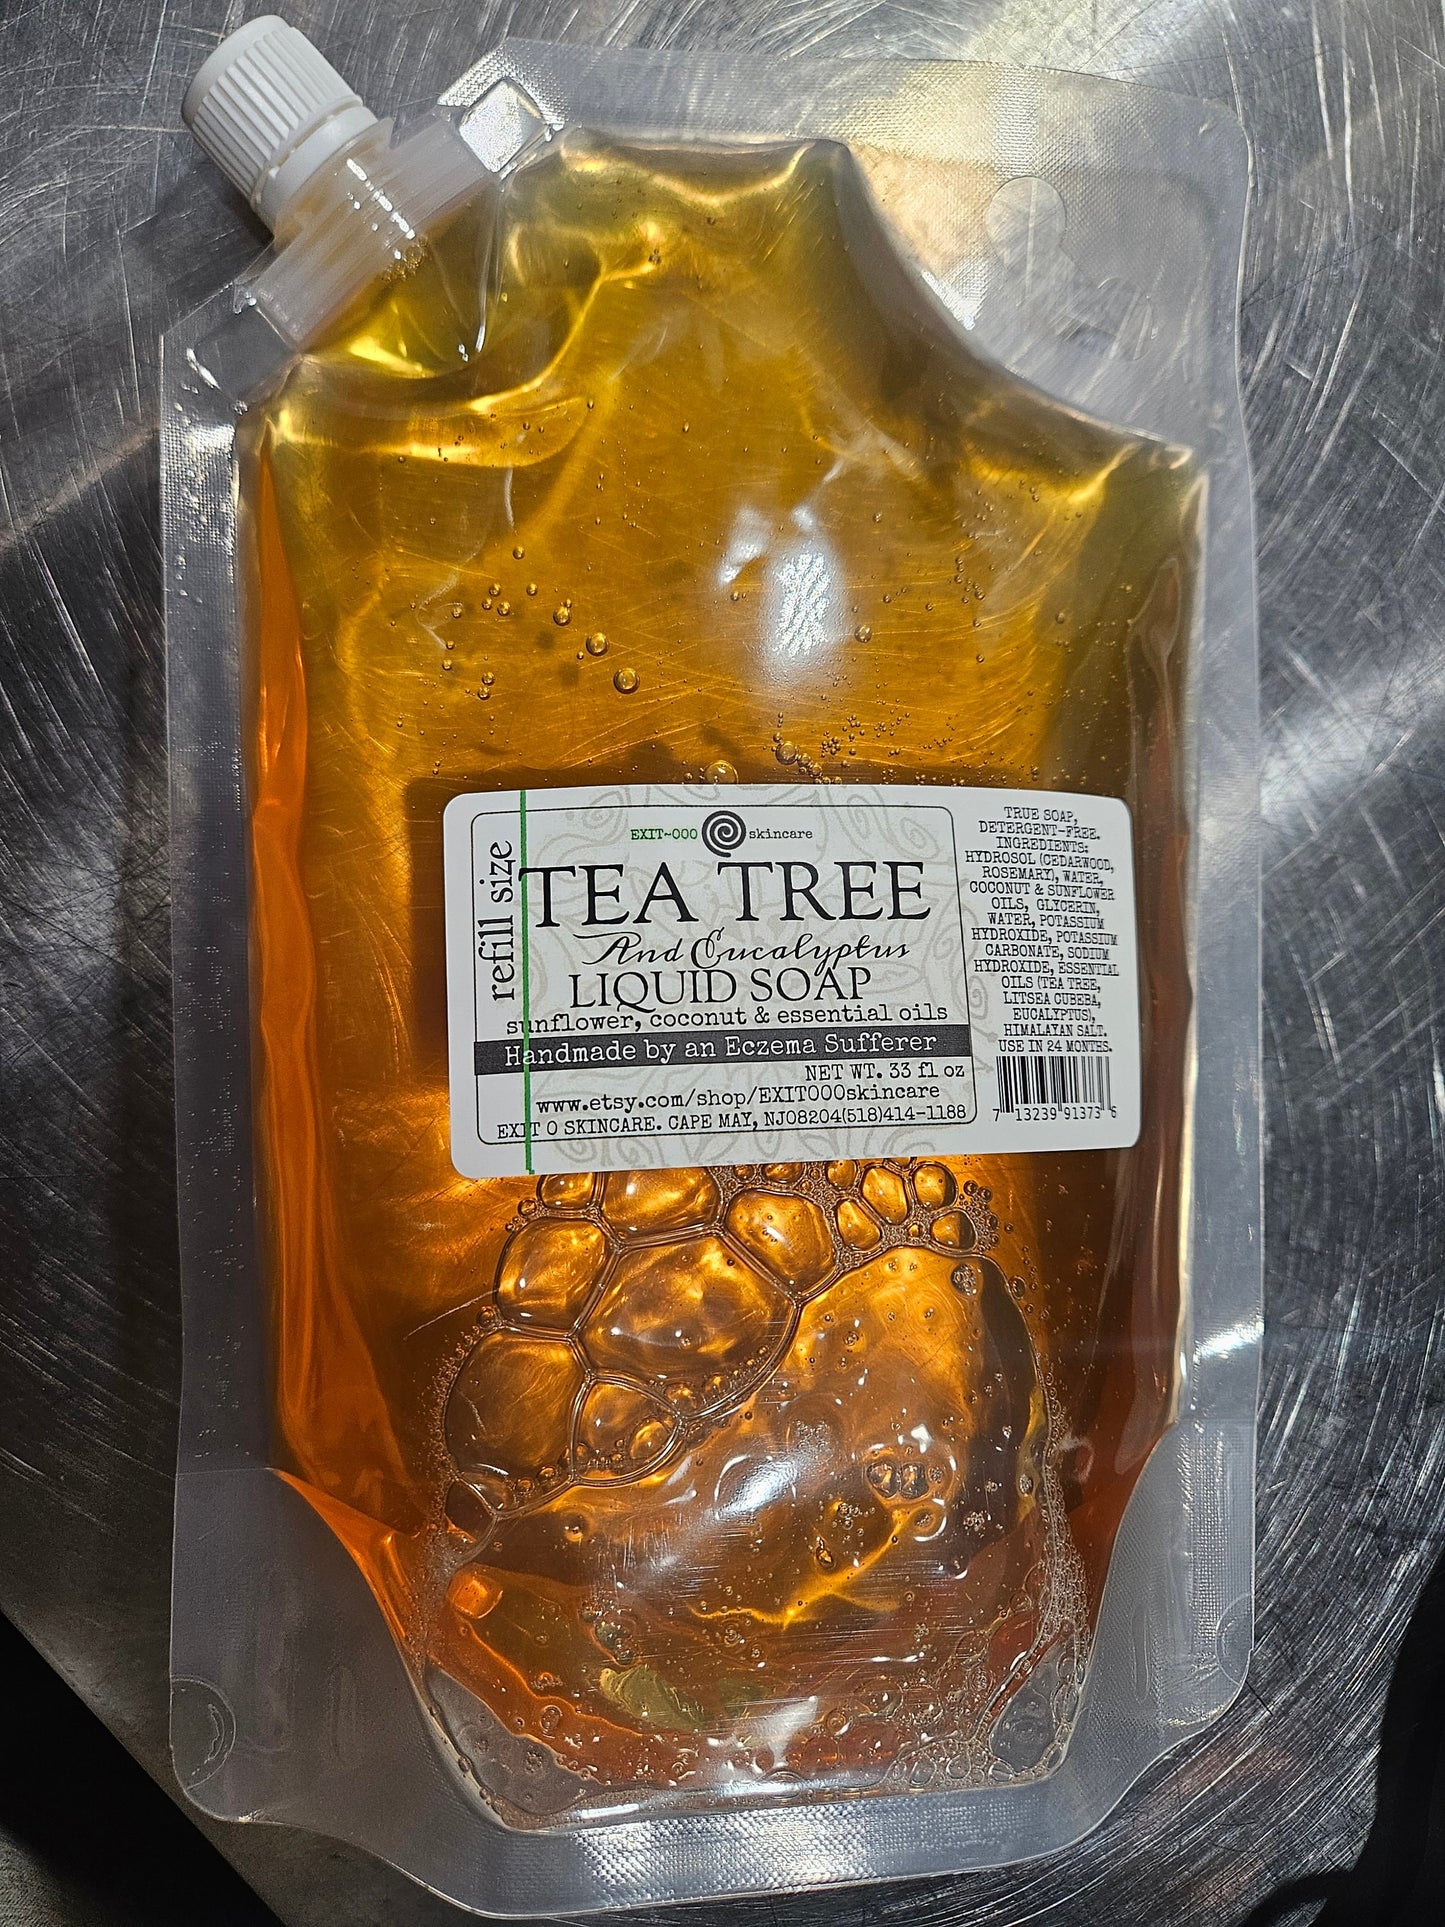 refill size
EXIT~000 skincare
TEA TREE
And Eucalyptus
LIQUID SOAP
sunflower, coconut & essential oils
Handmade by an Eczema Sufferer
NET WT. 33 fl oz
www.etsy.com/shop/EXIT000skincare
EXIT 0 SKINCARE. CAPE MAY, NJ08204(518)414-1188
TRUE SOAP,
DETERGENT-FREE.
INGREDIENTS:
HYDROSOL (CEDARWOOD,
ROSEMARY), WATER,
COCONUT & SUNFLOWER
OILS, GLYCERIN,
WATER, POTASSIUM
HYDROXIDE, POTASSIUM
CARBONATE, SODIUM
HYDROXIDE, ESSENTIAL
OILS (TEA TREE,
LITSEA CUBEBA,
EUCALYPTUS),
HIMALAYAN SALT.
USE IN 24 MONTHS.
7 13239 91373 6